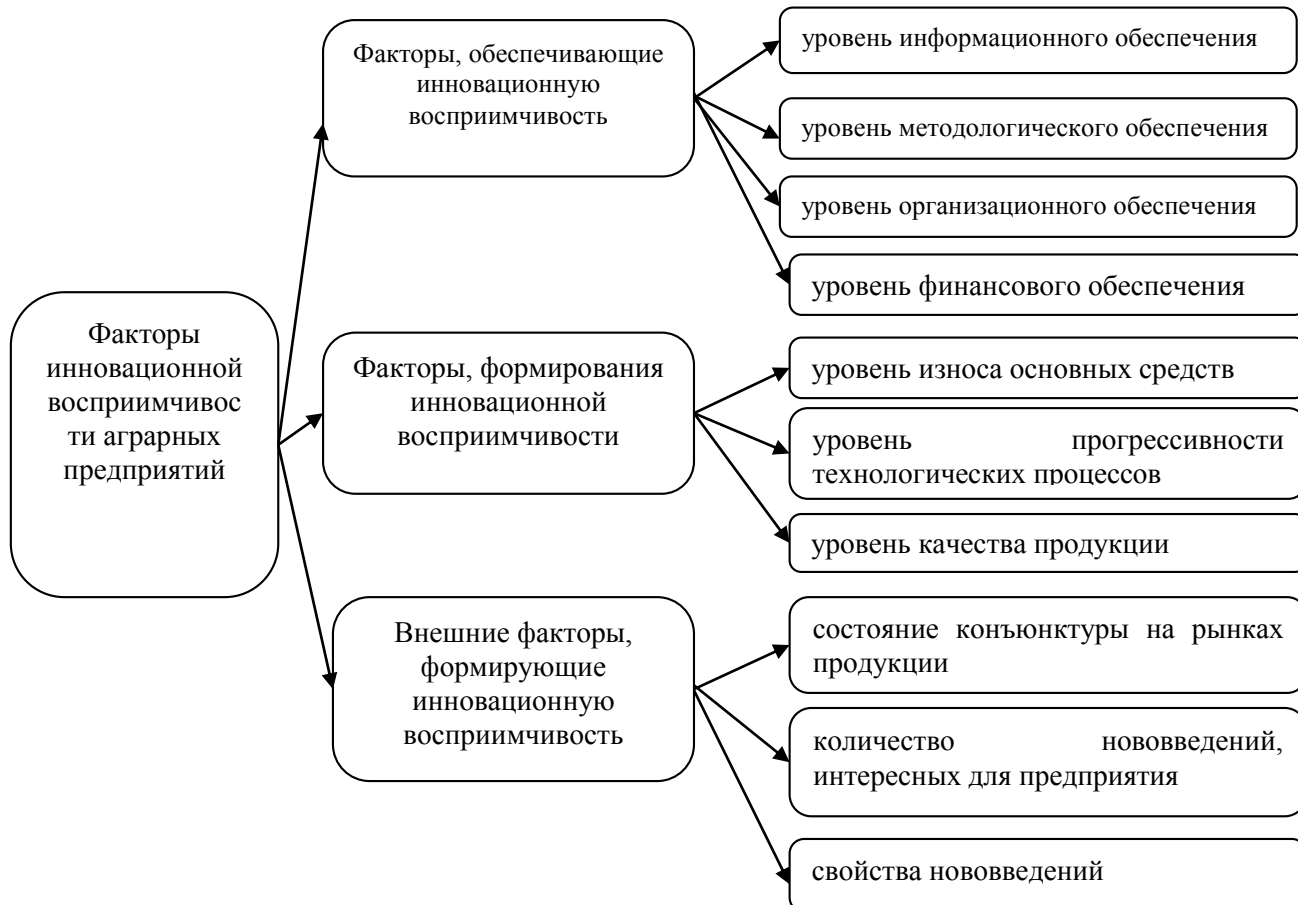 Факторы
инновационной
восприимчивос
ти аграрных
предприятий
Факторы, обеспечивающие
инновационную
восприимчивость
уровень информационного обеспечения
уровень методологического обеспечения
уровень организационного обеспечения
уровень финансового обеспечения
Факторы, формирования
инновационной
восприимчивости
уровень износа основных средств
уровень прогрессивности
технологических процессов
уровень качества продукции
Внешние факторы,
формирующие
инновационную
восприимчивость
состояние конъюнктуры на рынках
продукции
количество нововведений,
интересных для предприятия
свойства нововведений